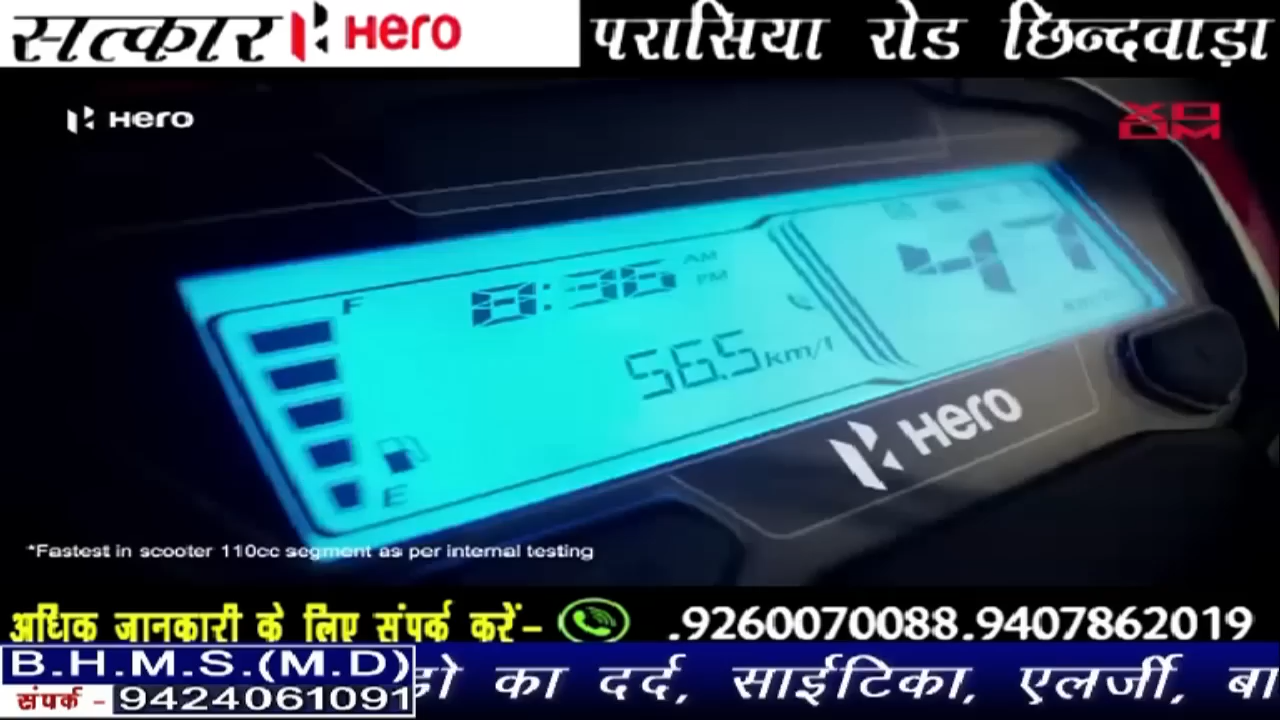 सत्कार Hero परासिया रोड छिन्दवाड़ा
Hero XOOM
F 8:36 AM PM 47
56.5 km/l
E
Hero
*Fastest in scooter 110cc segment as per internal testing
अधिक जानकारी के लिए संपर्क करें- .9260070088.9407862019
B.H.M.S.(M.D)
संपर्क - 9424061091 का दर्द, साईटिका, एलर्जी,